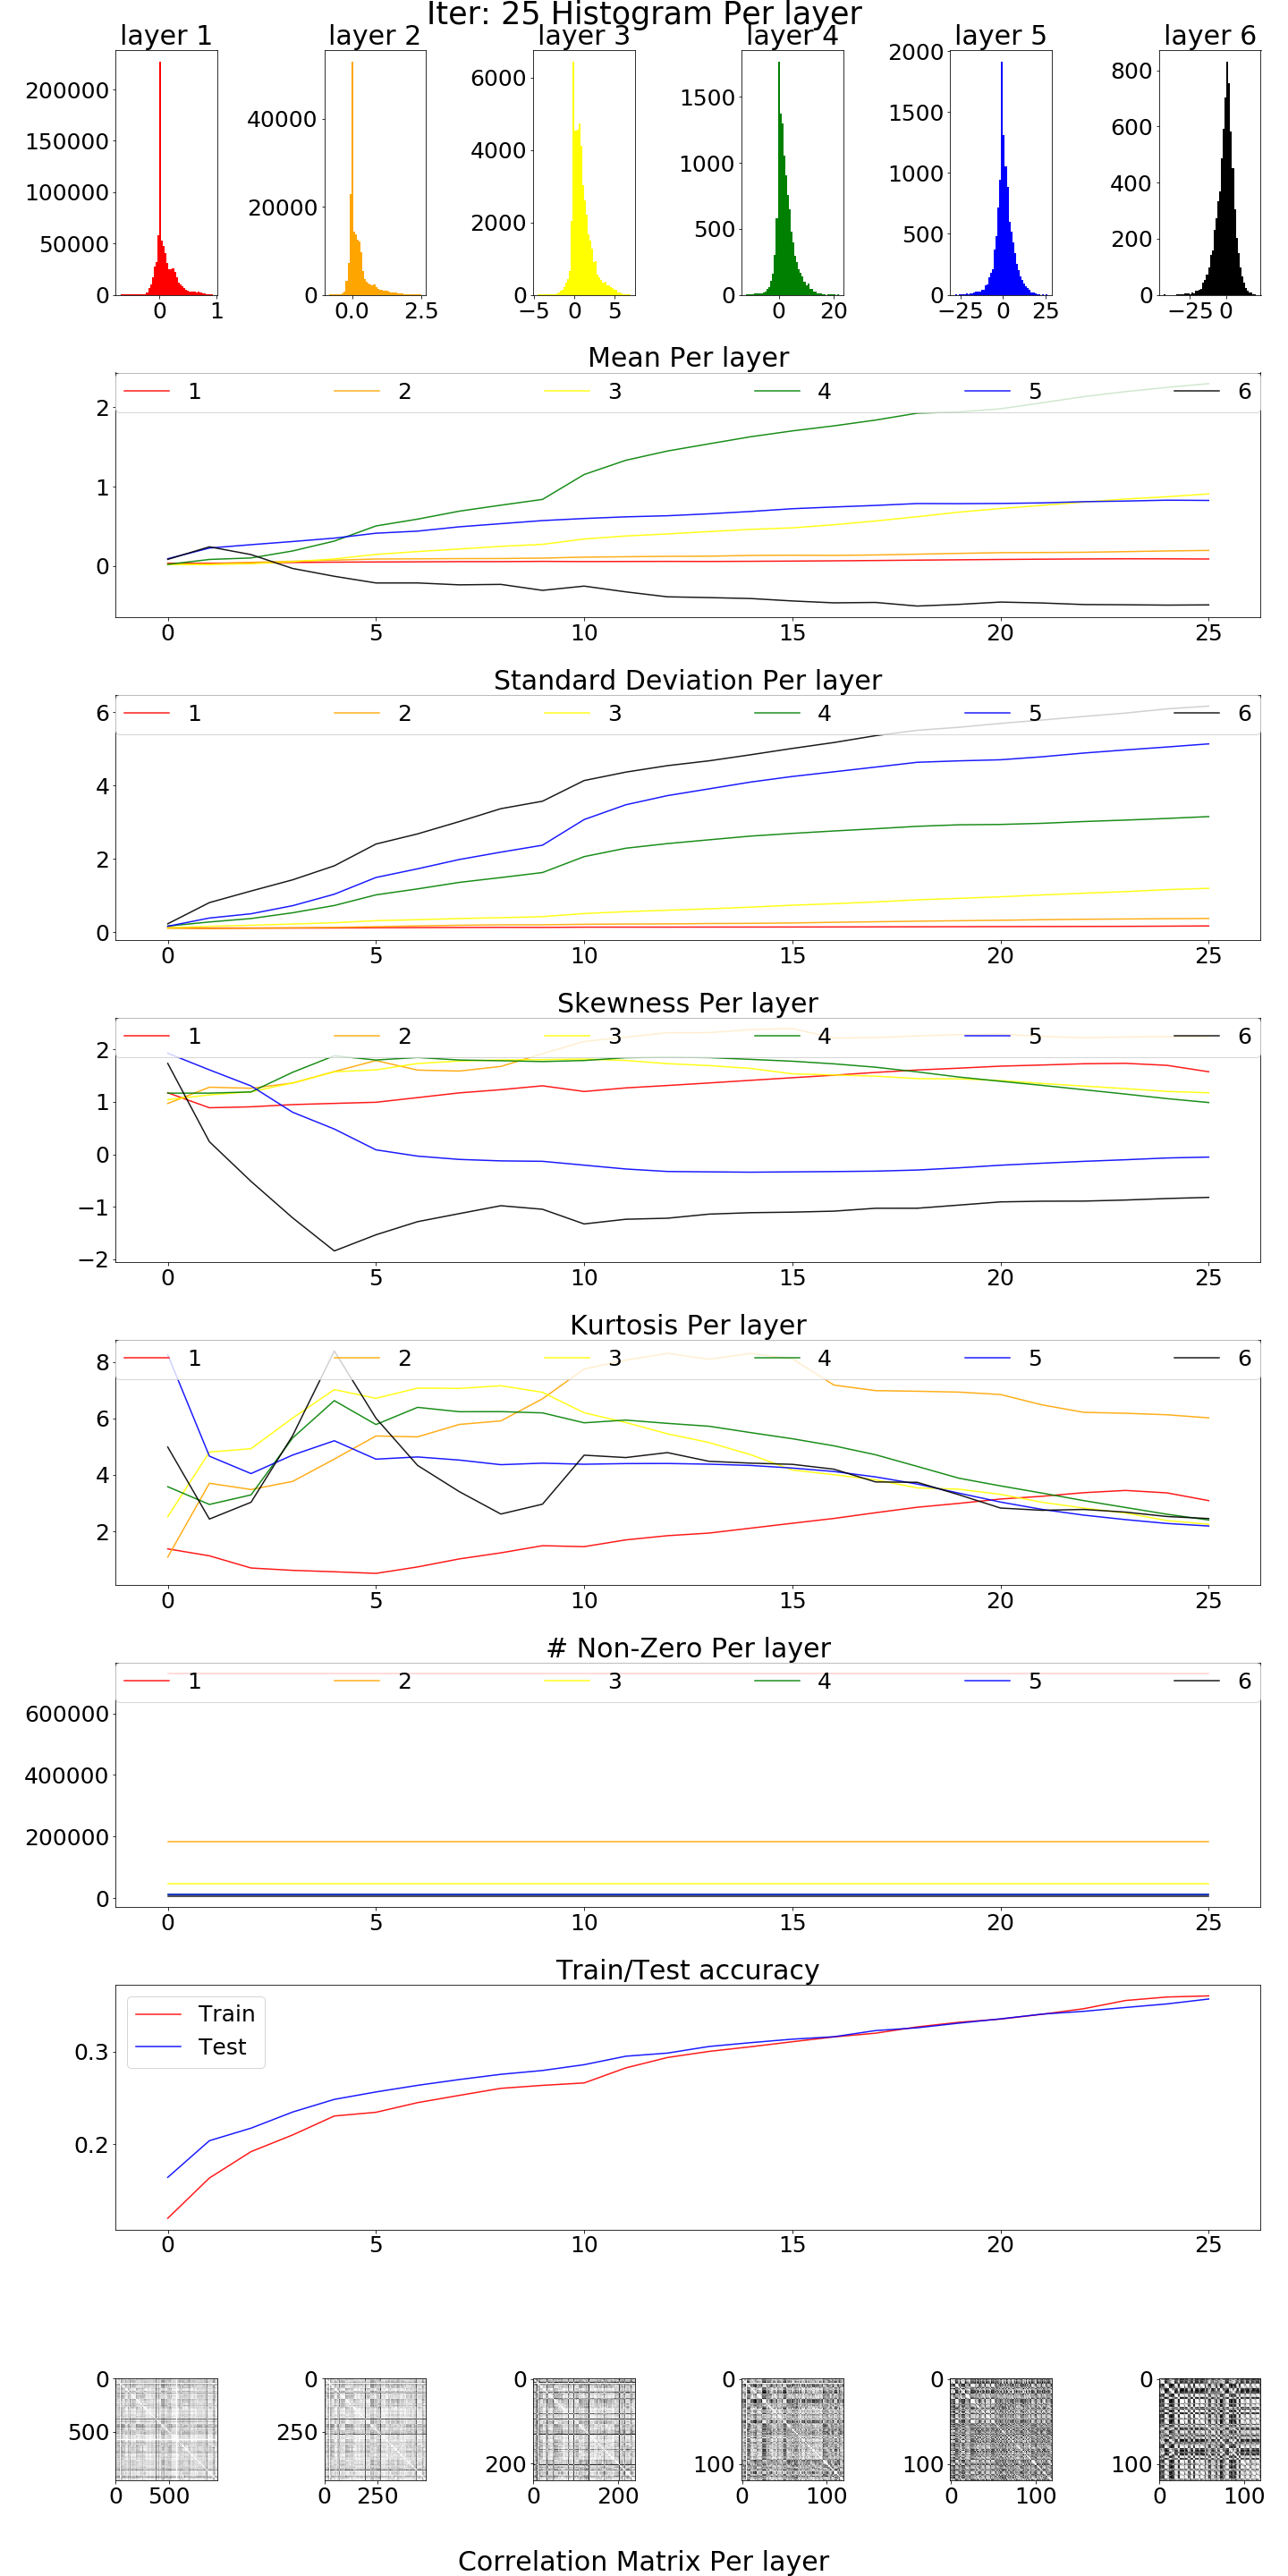 Iter: 25 Histogram Per layer
layer 1 layer 2 layer 3 layer 4 layer 5 layer 6
200000 150000 100000 50000 0
0 1
40000 20000 0
0.0 2.5
6000 4000 2000 0
−5 0 5
1500 1000 500 0
0 20
2000 1500 1000 500 0
−25 0 25
800 600 400 200 0
−25 0
Mean Per layer
1 2 3 4 5 6
2
1
0
0 5 10 15 20 25
Standard Deviation Per layer
1 2 3 4 5 6
6
4
2
0
0 5 10 15 20 25
Skewness Per layer
1 2 3 4 5 6
2
1
0
−1
−2
0 5 10 15 20 25
Kurtosis Per layer
1 2 3 4 5 6
8
6
4
2
0 5 10 15 20 25
# Non-Zero Per layer
1 2 3 4 5 6
600000
400000
200000
0
0 5 10 15 20 25
Train/Test accuracy
Train
Test
0.3
0.2
0 5 10 15 20 25
0 500
0 500
0 250
0 250
0 200
0 200
0 100
0 100
0 100
0 100
0 100
0 100
Correlation Matrix Per layer